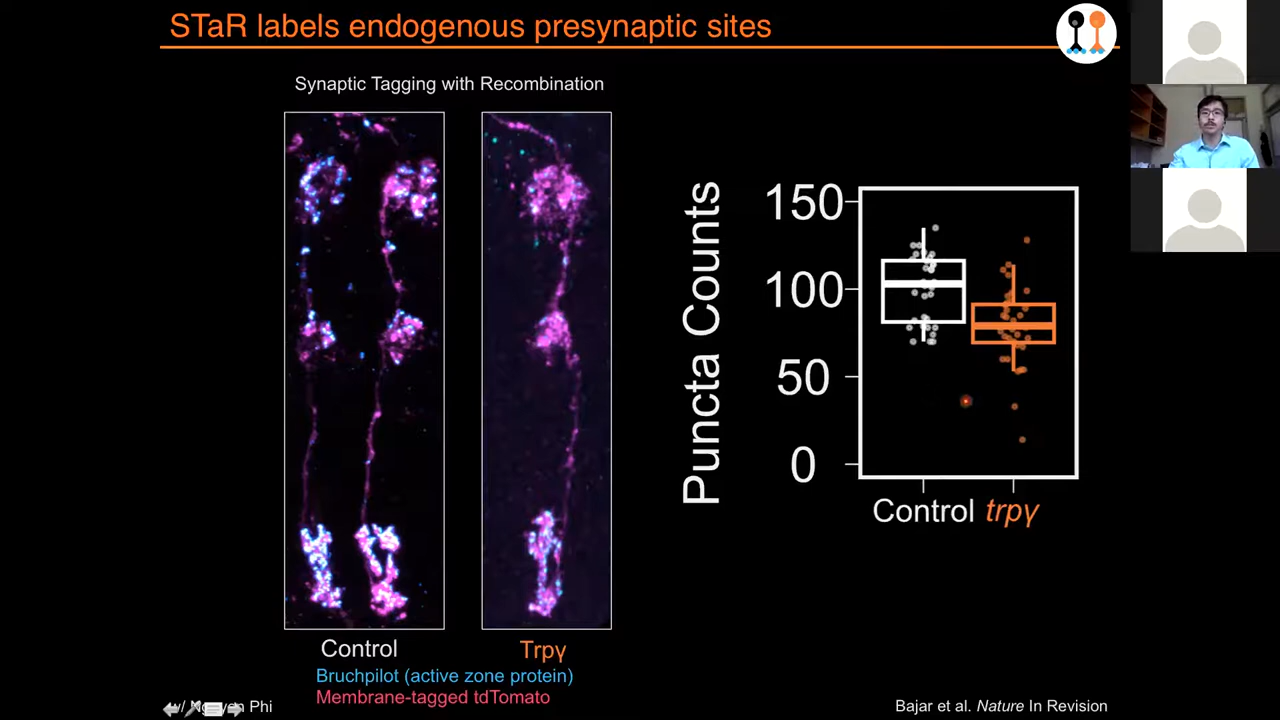 STaR labels endogenous presynaptic sites
Synaptic Tagging with Recombination
Control
Trpγ
Bruchpilot (active zone protein)
Membrane-tagged tdTomato
Puncta Counts
150
100
50
0
Control trpγ
Phi
Bajar et al. Nature In Revision